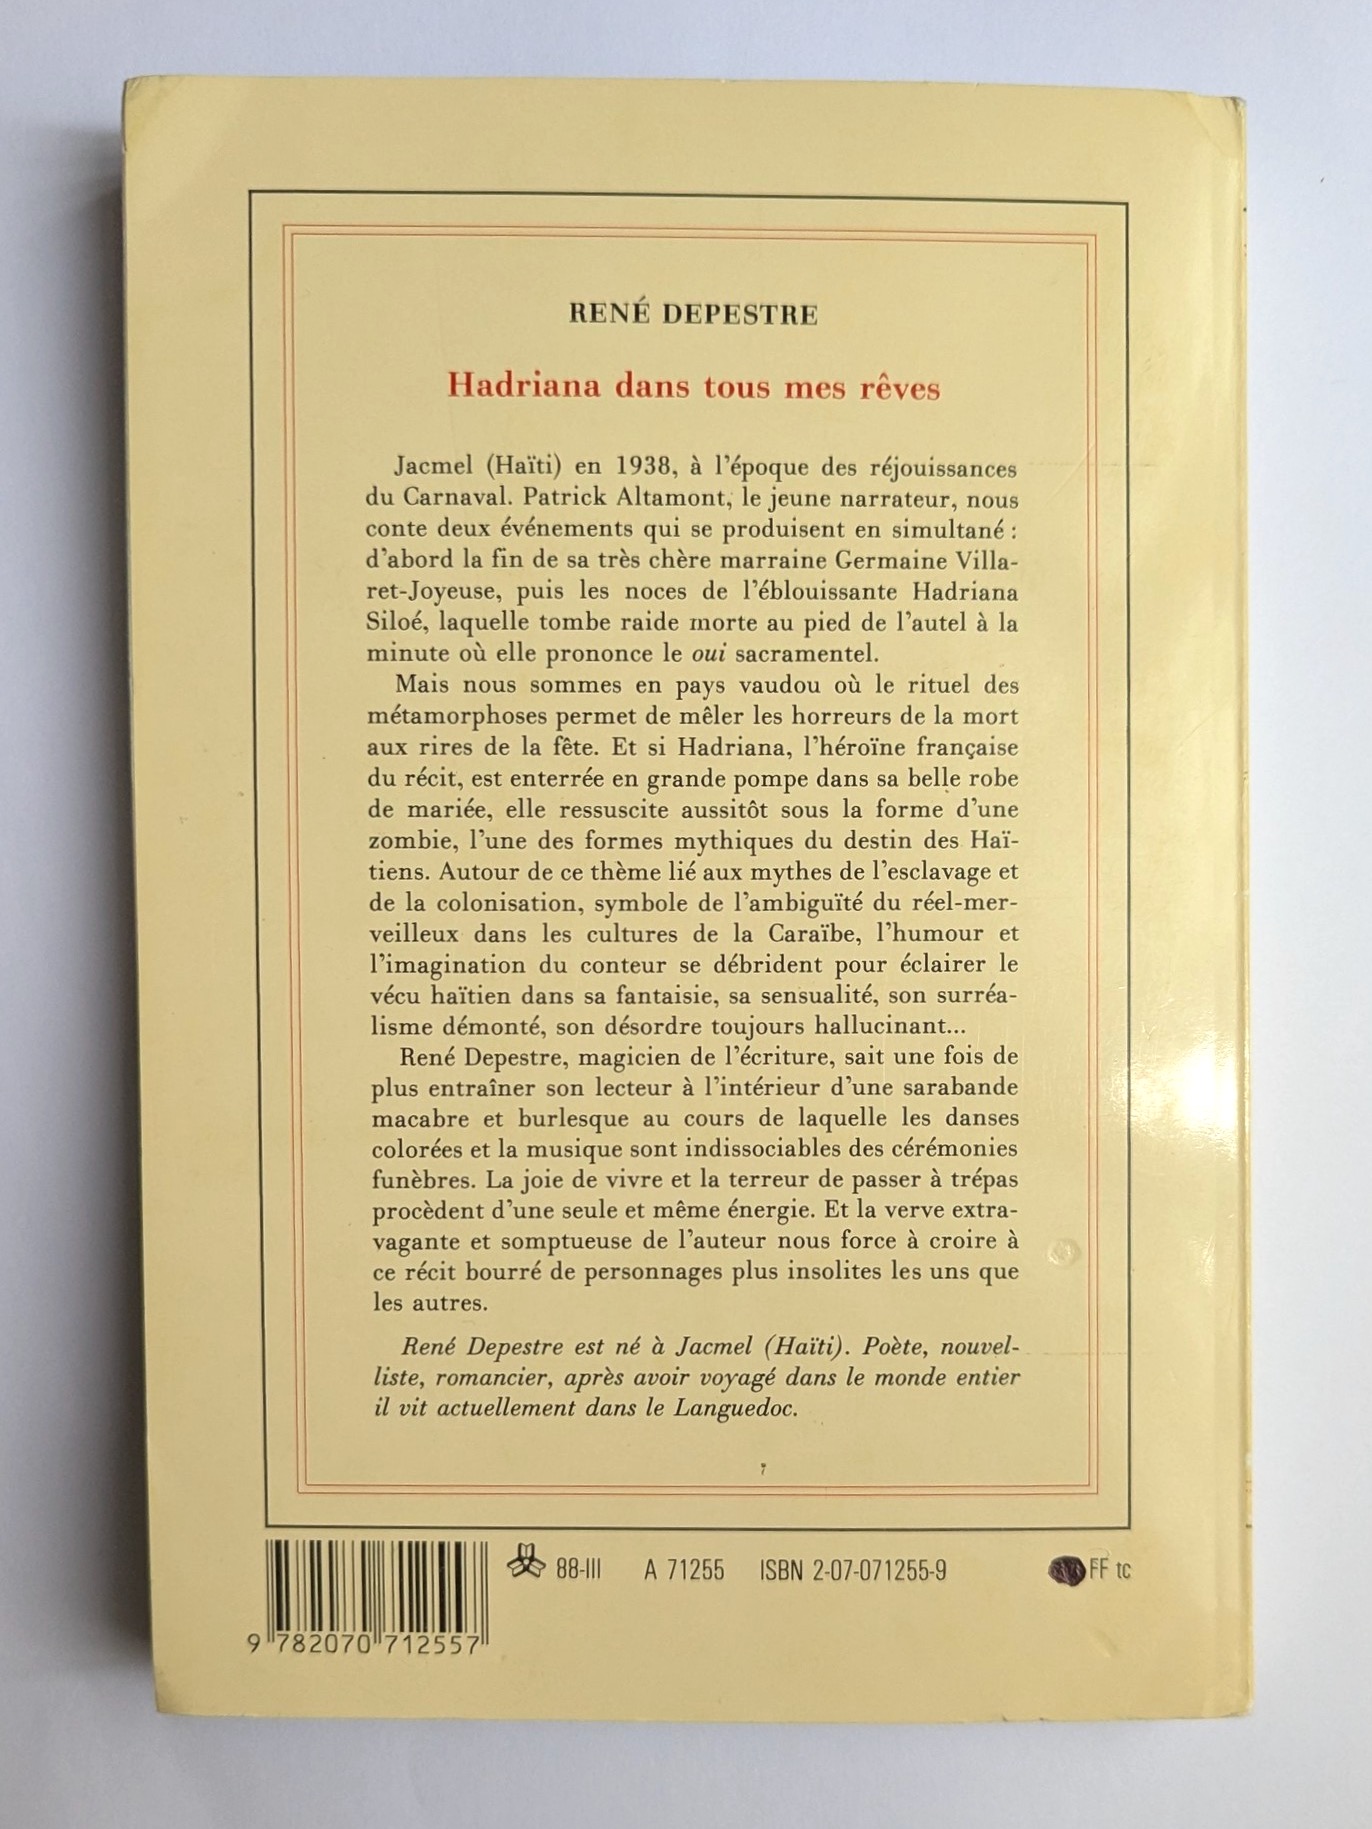 RENÉ DEPESTRE
Hadriana dans tous mes rêves
Jacmel (Haïti) en 1938, à l'époque des réjouissances
du Carnaval. Patrick Altamont, le jeune narrateur, nous
conte deux événements qui se produisent en simultané :
d'abord la fin de sa très chère marraine Germaine Villa-
ret-Joyeuse, puis les noces de l'éblouissante Hadriana
Siloé, laquelle tombe raide morte au pied de l'autel à la
minute où elle prononce le oui sacramentel.
Mais nous sommes en pays vaudou où le rituel des
métamorphoses permet de mêler les horreurs de la mort
aux rires de la fête. Et si Hadriana, l'héroïne française
du récit, est enterrée en grande pompe dans sa belle robe
de mariée, elle ressuscite aussitôt sous la forme d'une
zombie, l'une des formes mythiques du destin des Haï-
tiens. Autour de ce thème lié aux mythes de l'esclavage et
de la colonisation, symbole de l'ambiguïté du réel-mer-
veilleux dans les cultures de la Caraïbe, l'humour et
l'imagination du conteur se débrident pour éclairer le
vécu haïtien dans sa fantaisie, sa sensualité, son surréa-
lisme démonté, son désordre toujours hallucinant...
René Depestre, magicien de l'écriture, sait une fois de
plus entraîner son lecteur à l'intérieur d'une sarabande
macabre et burlesque au cours de laquelle les danses
colorées et la musique sont indissociables des cérémonies
funèbres. La joie de vivre et la terreur de passer à trépas
procèdent d'une seule et même énergie. Et la verve extra-
vagante et somptueuse de l'auteur nous force à croire à
ce récit bourré de personnages plus insolites les uns que
les autres.
René Depestre est né à Jacmel (Haïti). Poète, nouvel-
liste, romancier, après avoir voyagé dans le monde entier
il vit actuellement dans le Languedoc.
88-III A 71255 ISBN 2-07-071255-9 FF tc
9 782070 712557